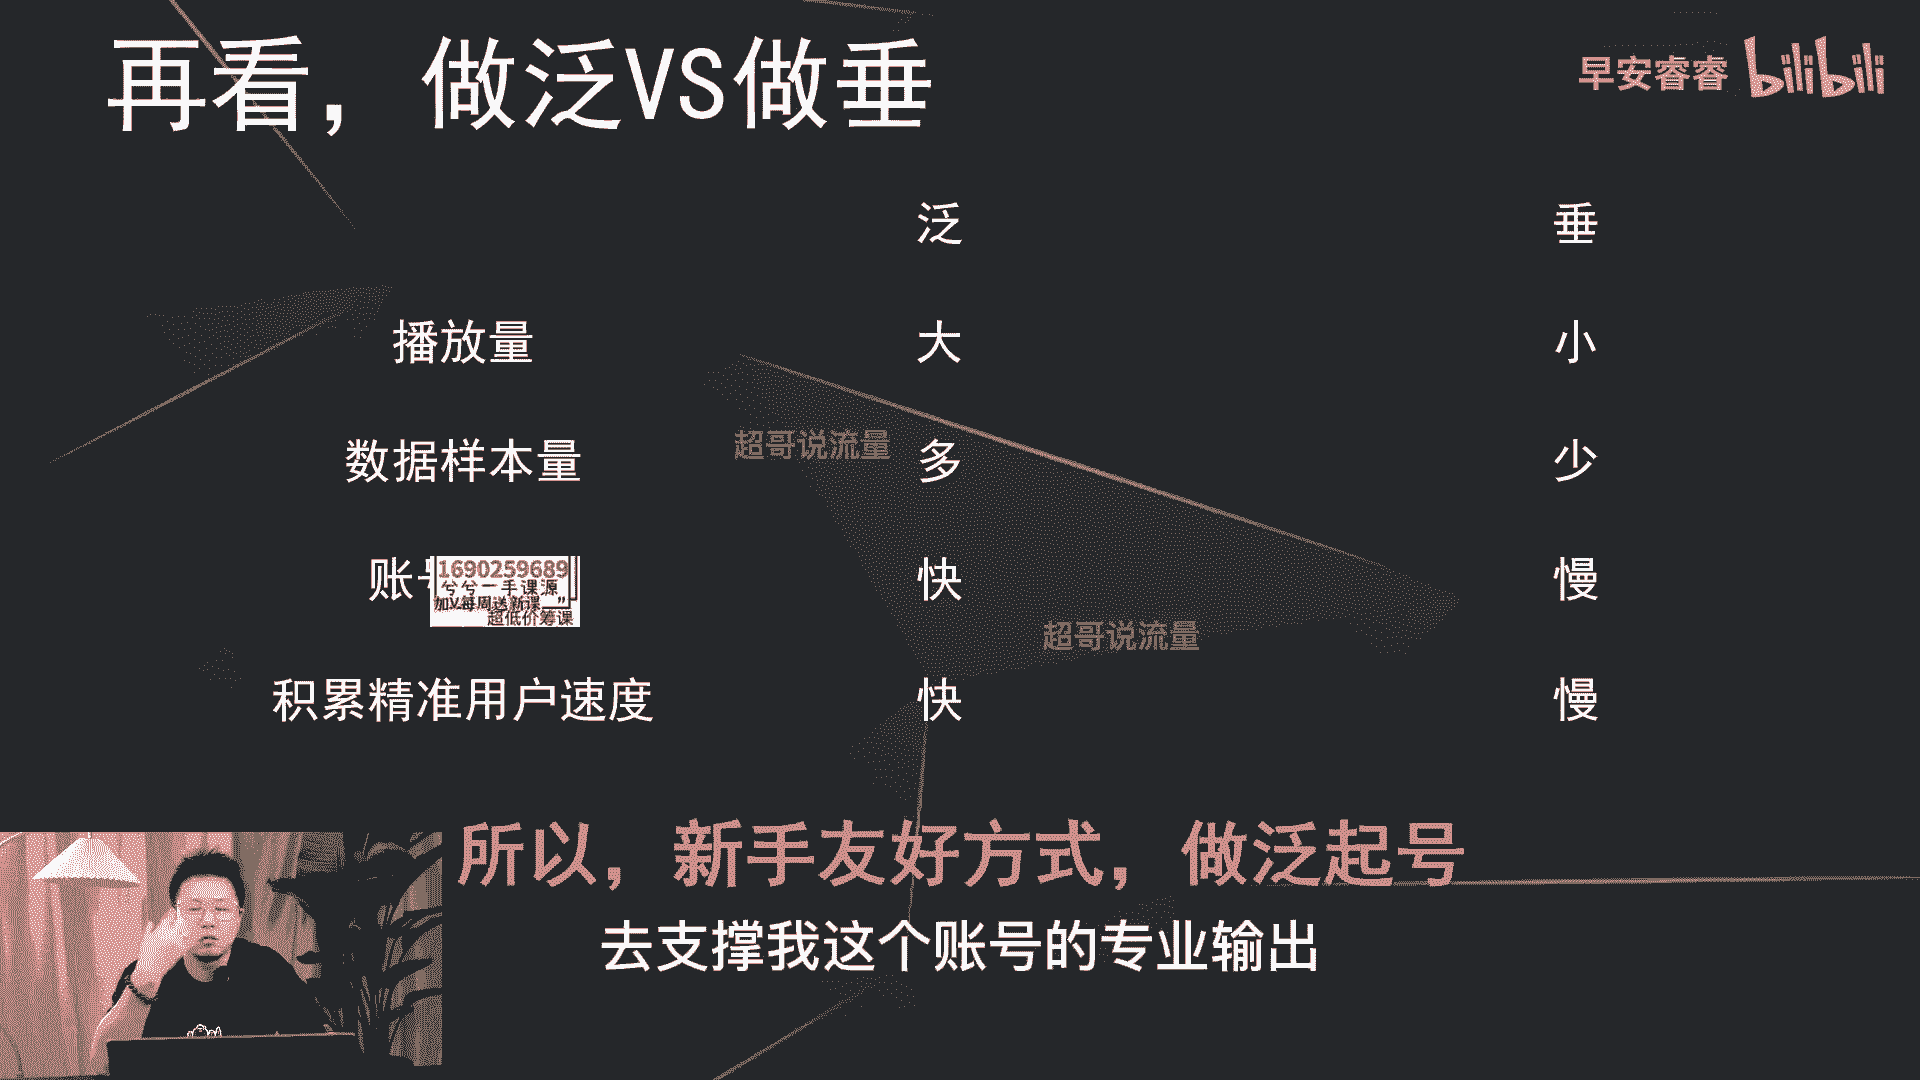 再看，做泛VS做垂
早安睿睿 bilibili
泛 垂
播放量 大 小
超哥说流量
数据样本量 多 少
账 快 慢
1690259689
兮兮一手课源
加V每周送新课
超低价筹课
超哥说流量
积累精准用户速度 快 慢
所以，新手友好方式，做泛起号
去支撑我这个账号的专业输出